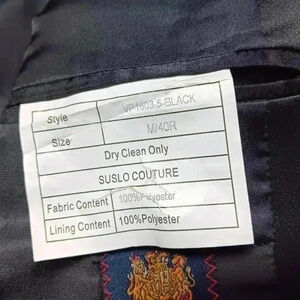 Style VP1603-5-BLACK
Size M/40R
Dry Clean Only
SUSLO COUTURE
Fabric Content 100%Polyester
Lining Content 100%Polyester